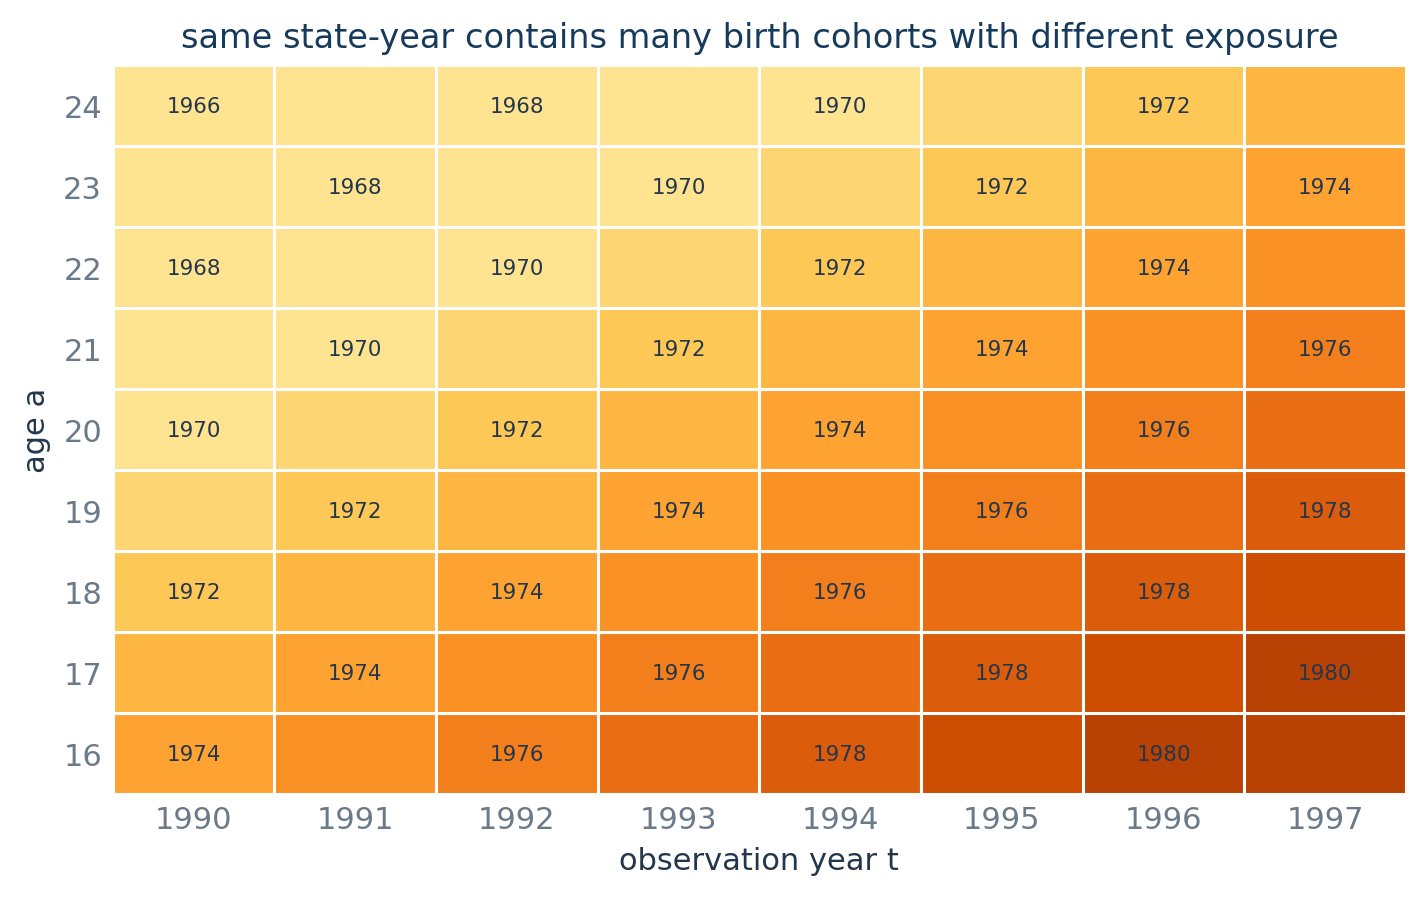 same state-year contains many birth cohorts with different exposure
24 1966 1968 1970 1972
23 1968 1970 1972 1974
22 1968 1970 1972 1974
21 1970 1972 1974 1976
20 1970 1972 1974 1976
19 1972 1974 1976 1978
18 1972 1974 1976 1978
17 1974 1976 1978 1980
16 1974 1976 1978 1980
age a
1990 1991 1992 1993 1994 1995 1996 1997
observation year t